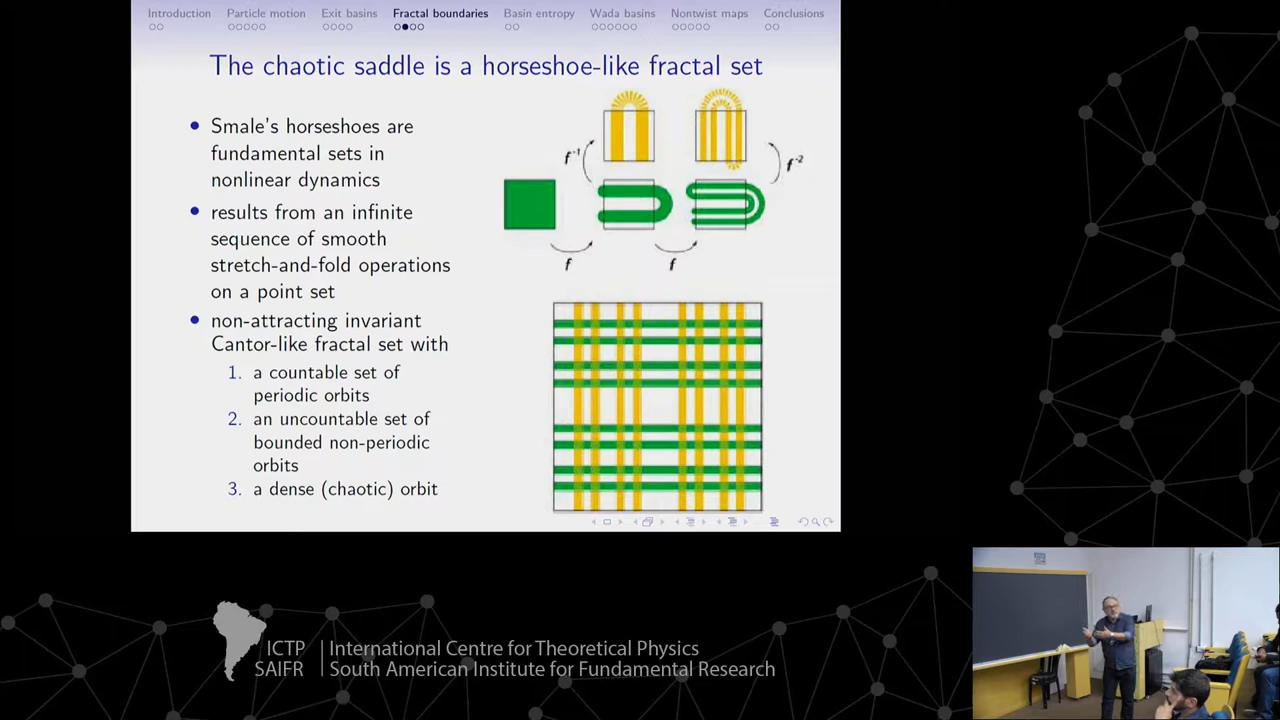 Introduction Particle motion Exit basins Fractal boundaries Basin entropy Wada basins Nontwist maps Conclusions
The chaotic saddle is a horseshoe-like fractal set
• Smale's horseshoes are
fundamental sets in
nonlinear dynamics
• results from an infinite
sequence of smooth
stretch-and-fold operations
on a point set
• non-attracting invariant
Cantor-like fractal set with
1. a countable set of
periodic orbits
2. an uncountable set of
bounded non-periodic
orbits
3. a dense (chaotic) orbit
f⁻¹
f⁻²
f
f
ICTP
SAIFR
International Centre for Theoretical Physics
South American Institute for Fundamental Research